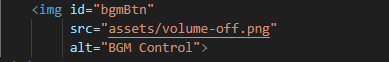 <img id="bgmBtn"
src="assets/volume-off.png"
alt="BGM Control">